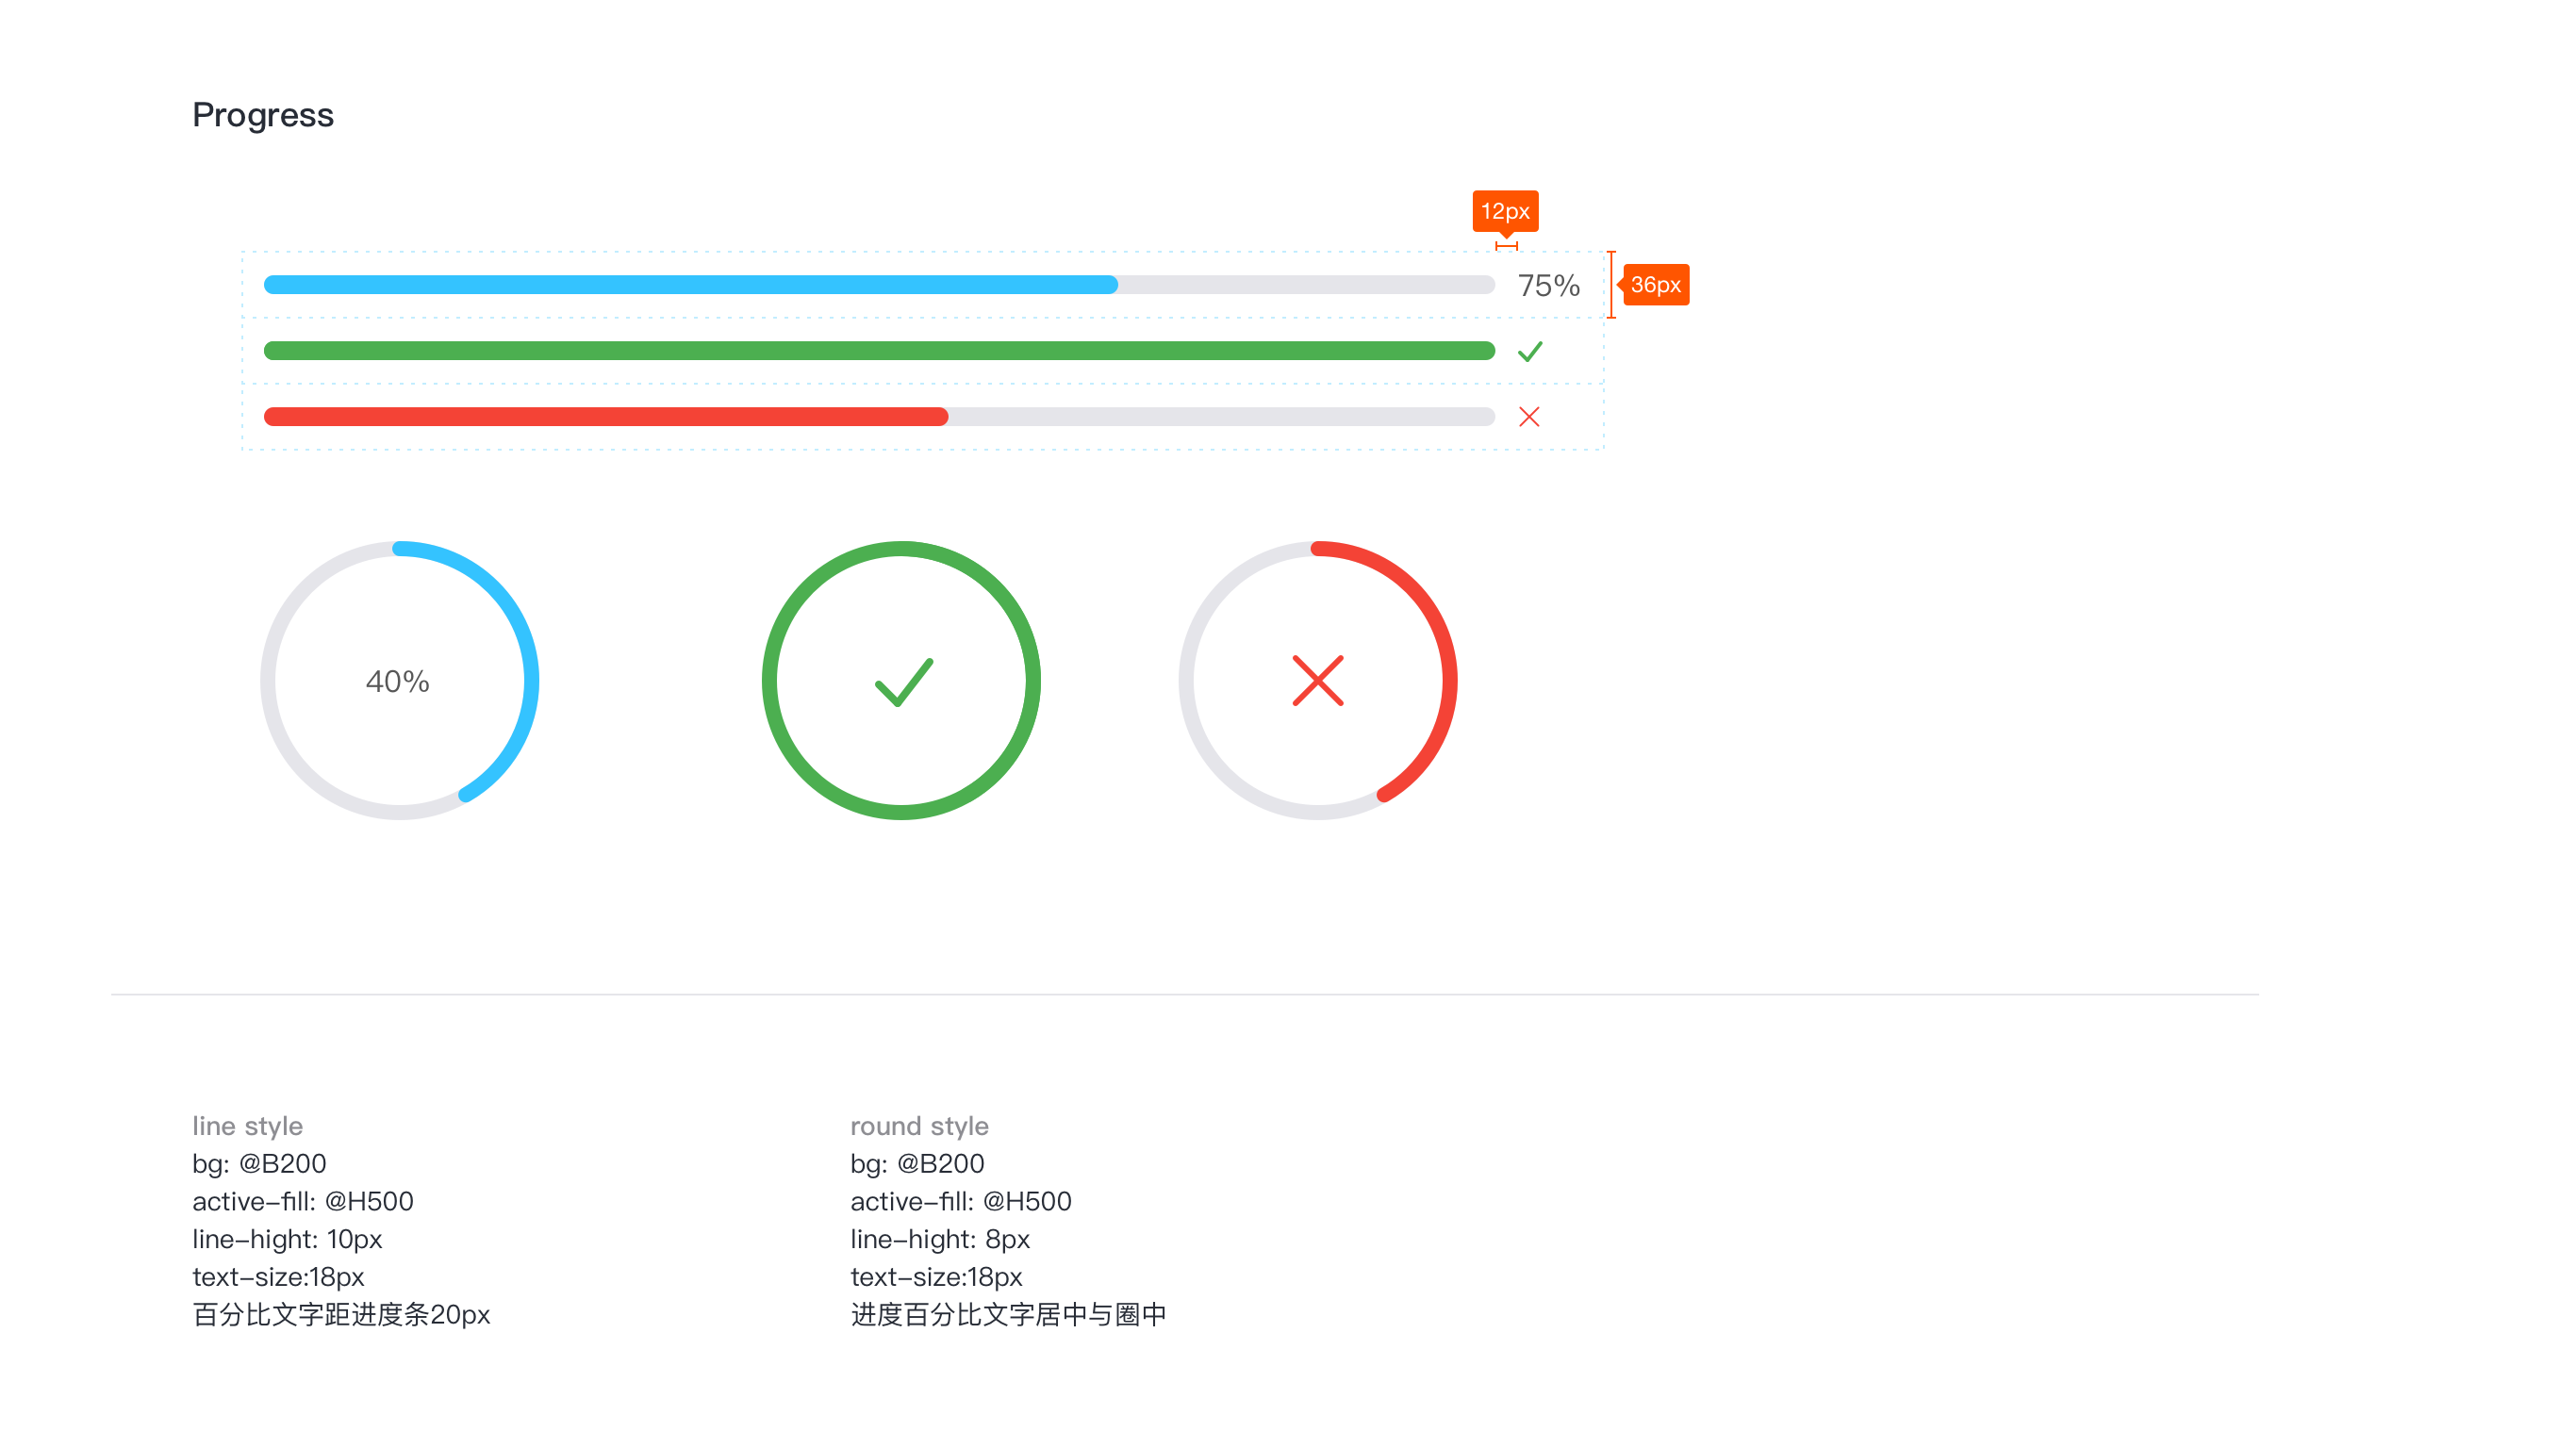 Progress
12px
75%
36px
40%
line style
bg: @B200
active-fill: @H500
line-hight: 10px
text-size:18px
百分比文字距进度条20px
round style
bg: @B200
active-fill: @H500
line-hight: 8px
text-size:18px
进度百分比文字居中与圈中